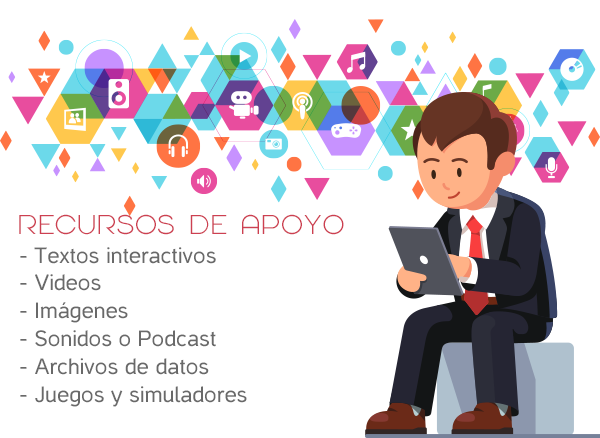 RECURSOS DE APOYO
- Textos interactivos
- Videos
- Imágenes
- Sonidos o Podcast
- Archivos de datos
- Juegos y simuladores